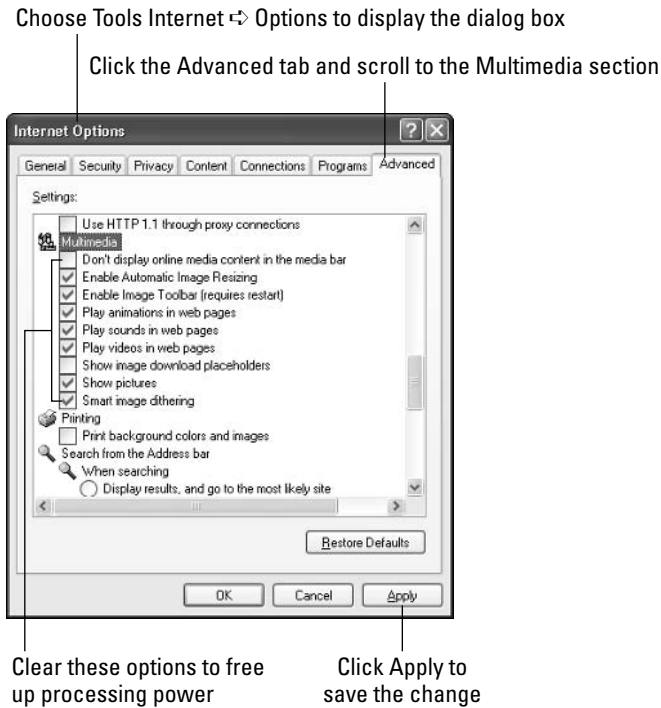 Choose Tools Internet ➪ Options to display the dialog box
Click the Advanced tab and scroll to the Multimedia section
Internet Options
General Security Privacy Content Connections Programs Advanced
Settings:
Use HTTP 1.1 through proxy connections
Multimedia
Don't display online media content in the media bar
Enable Automatic Image Resizing
Enable Image Toolbar (requires restart)
Play animations in web pages
Play sounds in web pages
Play videos in web pages
Show image download placeholders
Show pictures
Smart image dithering
Printing
Print background colors and images
Search from the Address bar
When searching
Display results, and go to the most likely site
Restore Defaults
OK Cancel Apply
Clear these options to free
up processing power
Click Apply to
save the change